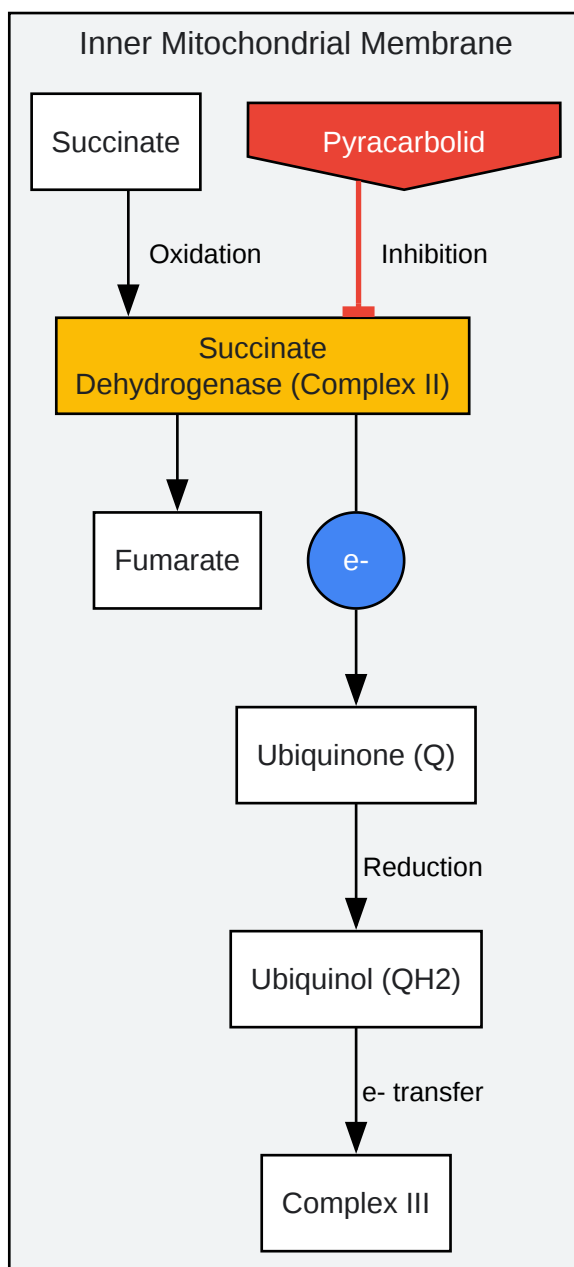 Inner Mitochondrial Membrane
Succinate
Pyracarbolid
Oxidation
Inhibition
Succinate
Dehydrogenase (Complex II)
Fumarate
e-
Ubiquinone (Q)
Reduction
Ubiquinol (QH2)
e- transfer
Complex III